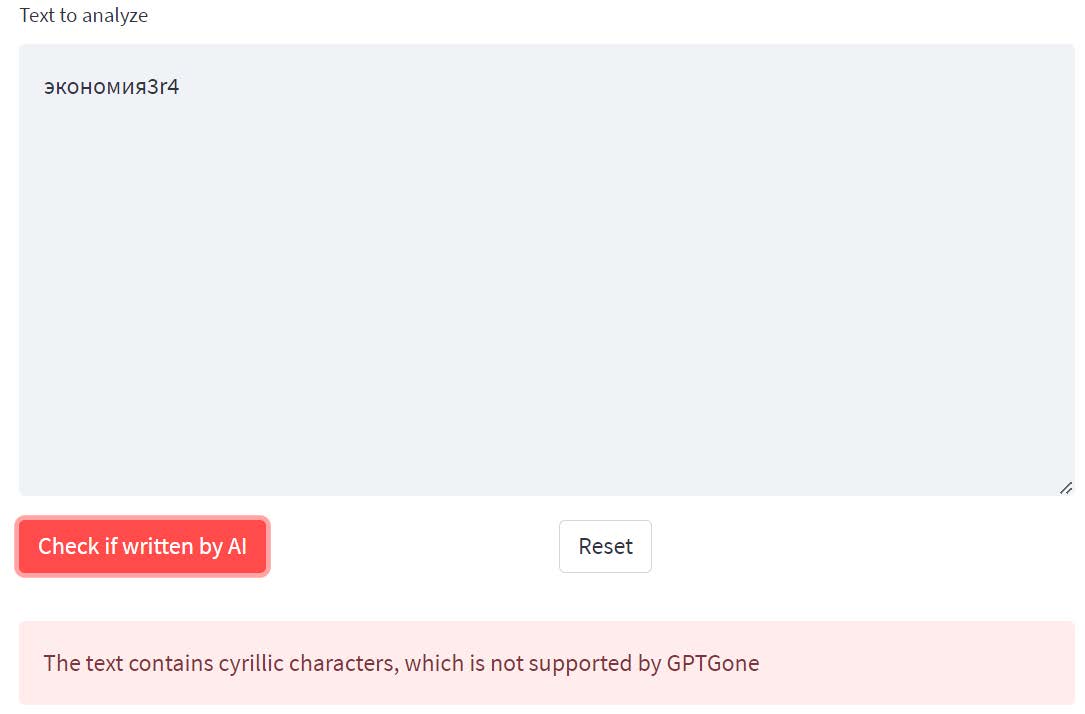 Text to analyze
экономия3r4
Check if written by AI
Reset
The text contains cyrillic characters, which is not supported by GPTGone